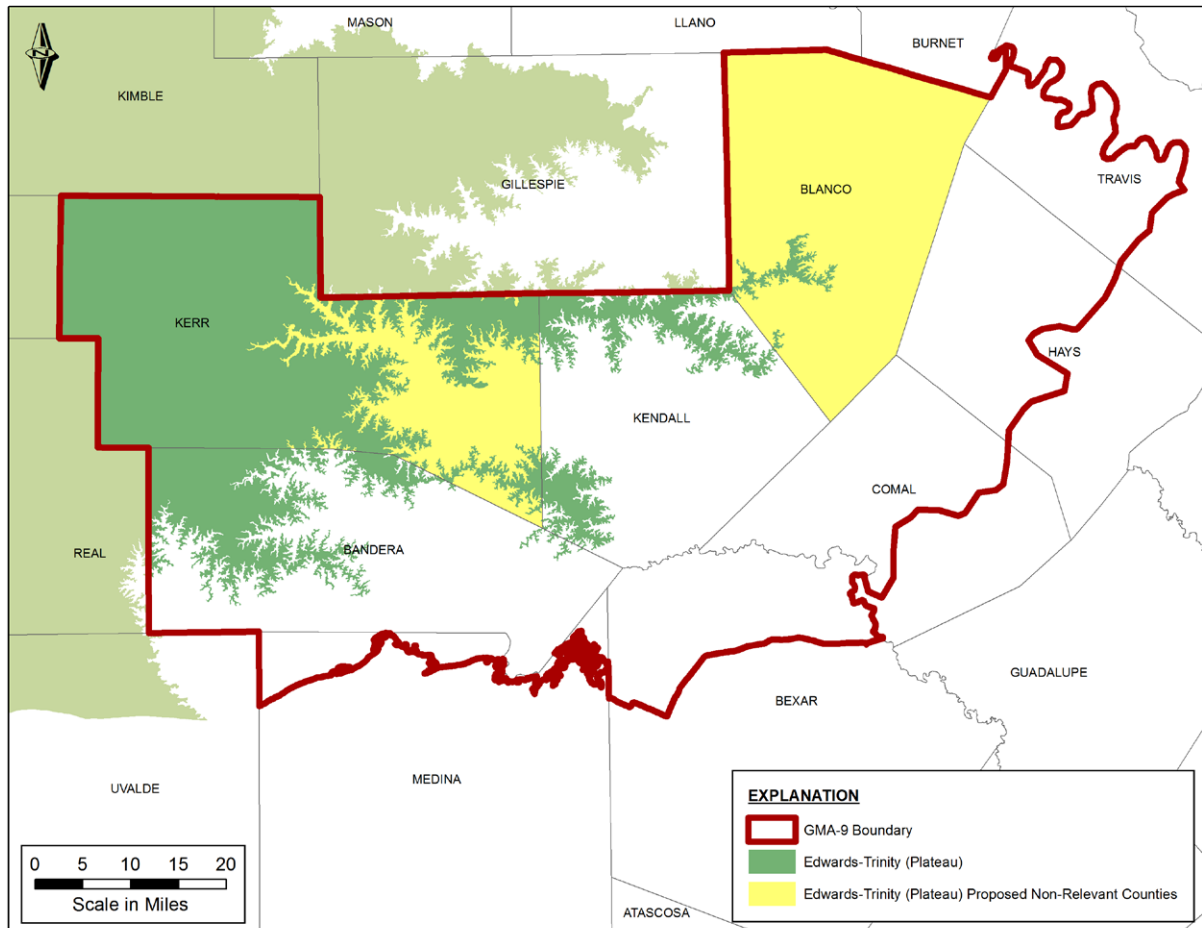 MASON
LLANO
BURNET
N
KIMBLE
TRAVIS
GILLESPIE
BLANCO
KERR
HAYS
KENDALL
COMAL
REAL
BANDERA
GUADALUPE
BEXAR
MEDINA
UVALDE
ATASCOSA
EXPLANATION
GMA-9 Boundary
Edwards-Trinity (Plateau)
Edwards-Trinity (Plateau) Proposed Non-Relevant Counties
0 5 10 15 20
Scale in Miles